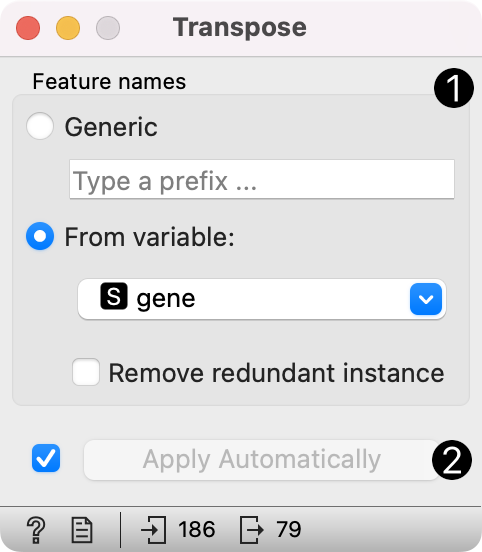 Transpose
Feature names
1
Generic
Type a prefix ...
From variable:
S gene
Remove redundant instance
Apply Automatically
2
? 186 79